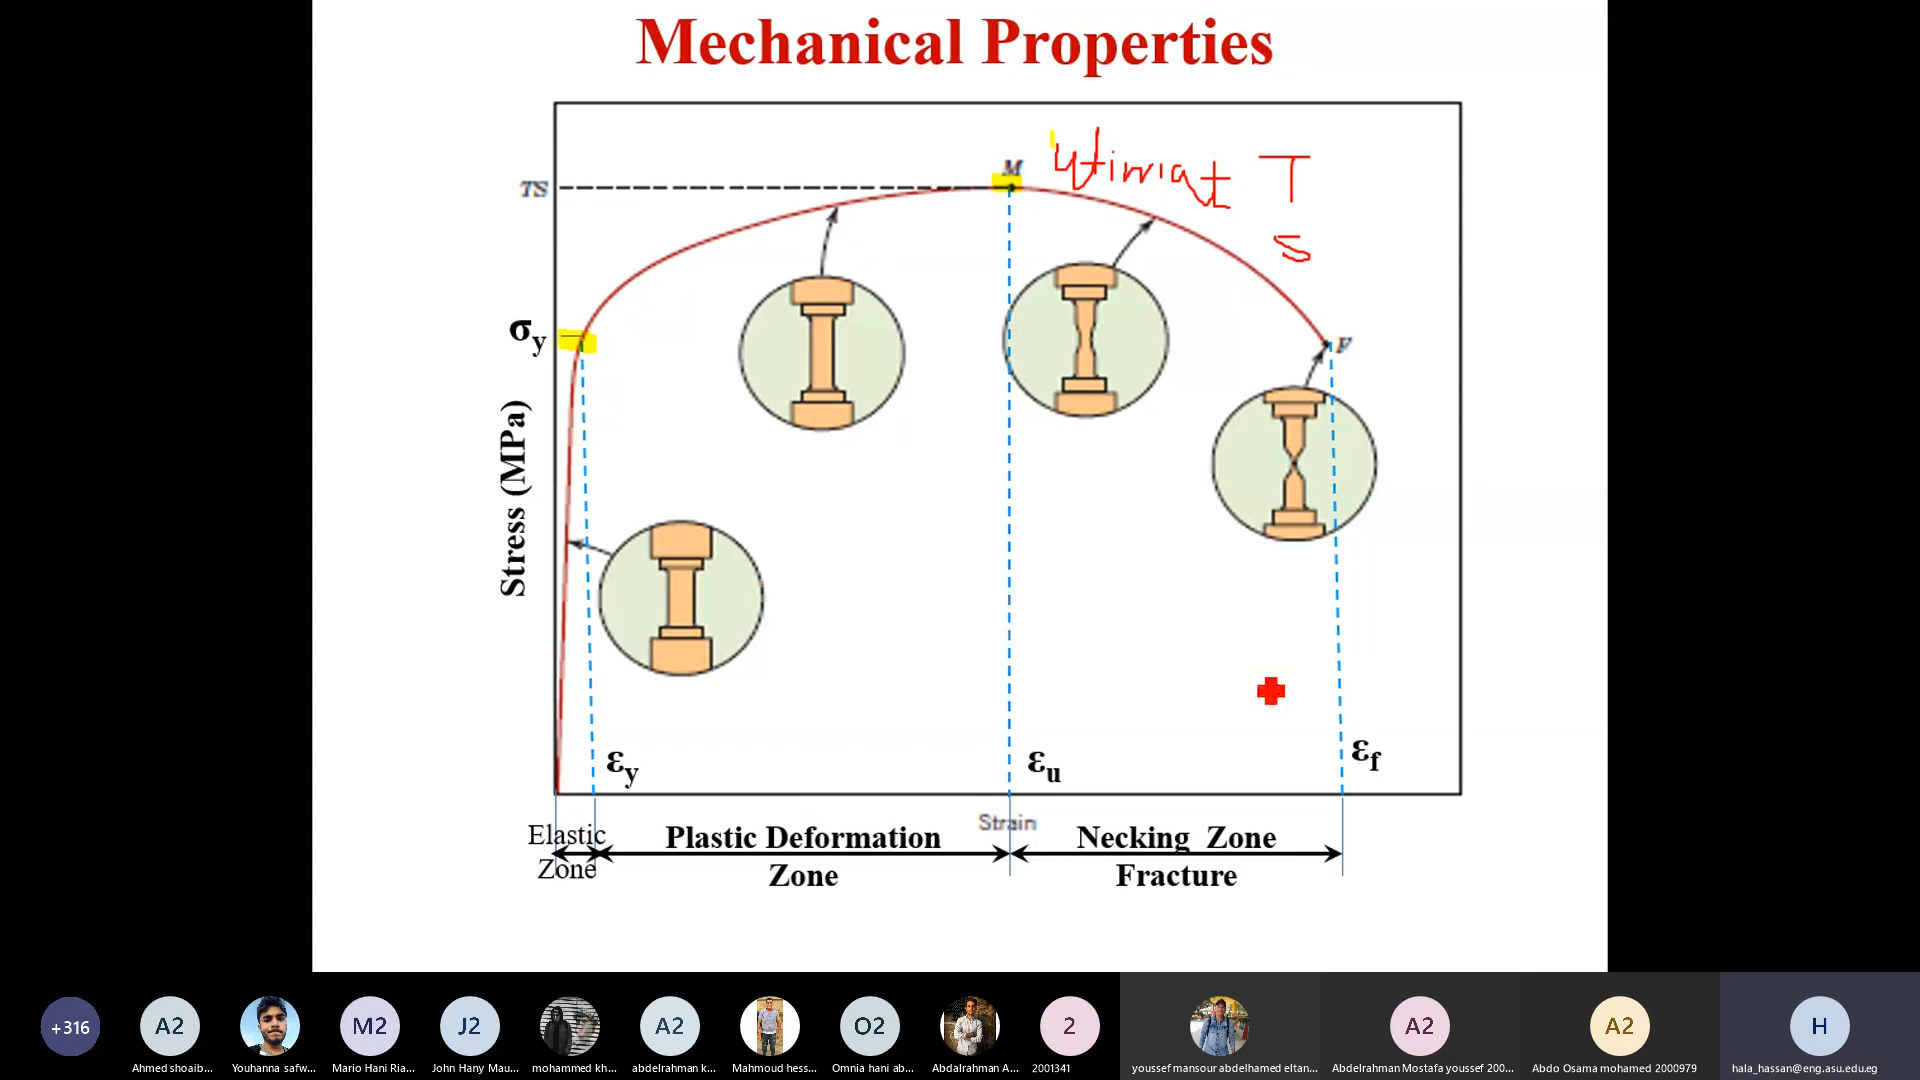 Mechanical Properties
M
utimat T
S
TS
σy
F
Stress (MPa)
εy
εu
εf
Strain
Elastic
Zone
Plastic Deformation
Zone
Necking Zone
Fracture
+316
A2
M2
J2
A2
O2
2
A2
A2
H
Ahmed shoaib...
Youhanna safw...
Mario Hani Ria...
John Hany Mau...
mohammed kh...
abdelrahman k...
Mahmoud hess...
Omnia hani ab...
Abdalrahman A...
2001341
youssef mansour abdelhamed eltan...
Abdelrahman Mostafa youssef 200...
Abdo Osama mohamed 2000979
hala_hassan@eng.asu.edu.eg